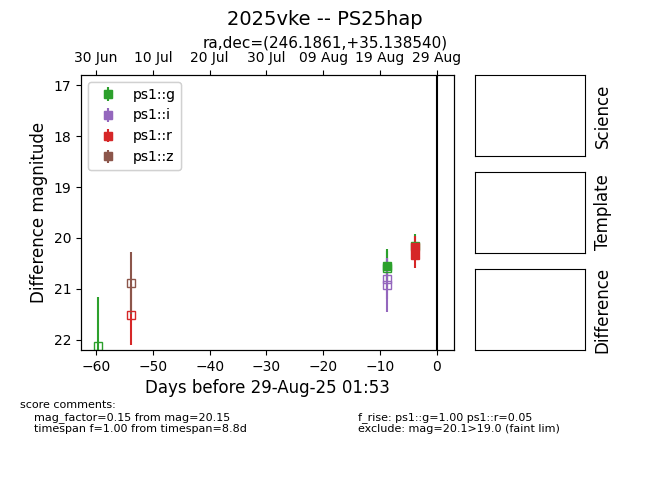 2025vke -- PS25hap
ra,dec=(246.1861,+35.138540)
30 Jun 10 Jul 20 Jul 30 Jul 09 Aug 19 Aug 29 Aug
ps1::g
ps1::i
ps1::r
ps1::z
17
18
19
20
21
22
Difference magnitude
−60 −50 −40 −30 −20 −10 0
Days before 29-Aug-25 01:53
Science
Template
Difference
score comments:
mag_factor=0.15 from mag=20.15
timespan f=1.00 from timespan=8.8d
f_rise: ps1::g=1.00 ps1::r=0.05
exclude: mag=20.1>19.0 (faint lim)